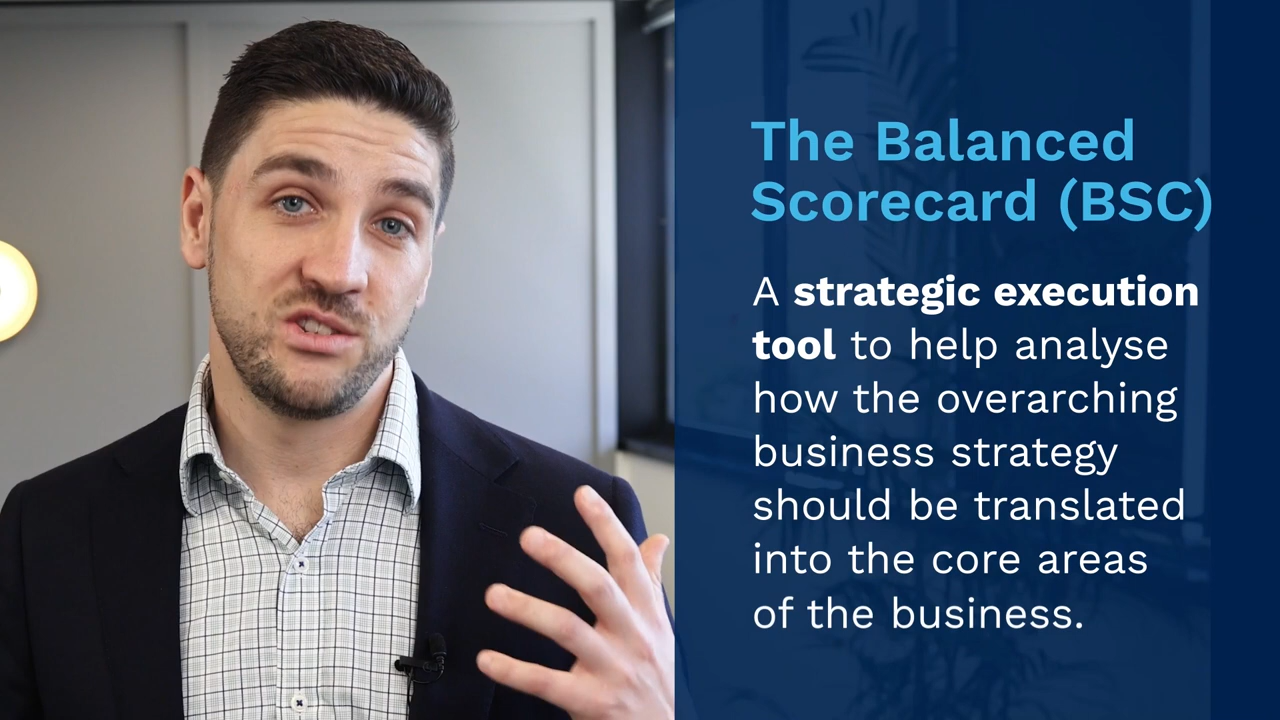 The Balanced
Scorecard (BSC)
A strategic execution
tool to help analyse
how the overarching
business strategy
should be translated
into the core areas
of the business.